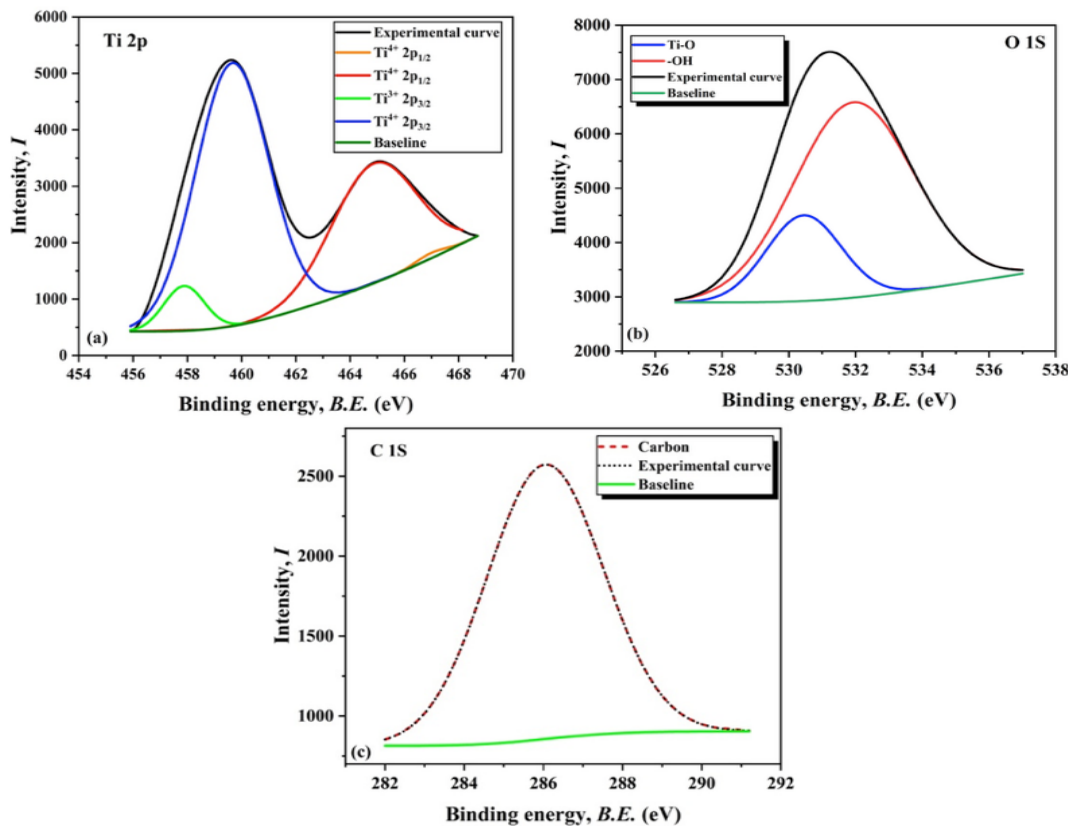 Ti 2p
Experimental curve
Ti⁴⁺ 2p₁/₂
Ti⁴⁺ 2p₁/₂
Ti³⁺ 2p₃/₂
Ti⁴⁺ 2p₃/₂
Baseline
6000
5000
4000
3000
2000
1000
0
Intensity, I
(a)
454 456 458 460 462 464 466 468 470
Binding energy, B.E. (eV)
O 1S
Ti-O
-OH
Experimental curve
Baseline
8000
7000
6000
5000
4000
3000
2000
Intensity, I
(b)
526 528 530 532 534 536 538
Binding energy, B.E. (eV)
C 1S
Carbon
Experimental curve
Baseline
2500
2000
1500
1000
Intensity, I
(c)
282 284 286 288 290 292
Binding energy, B.E. (eV)